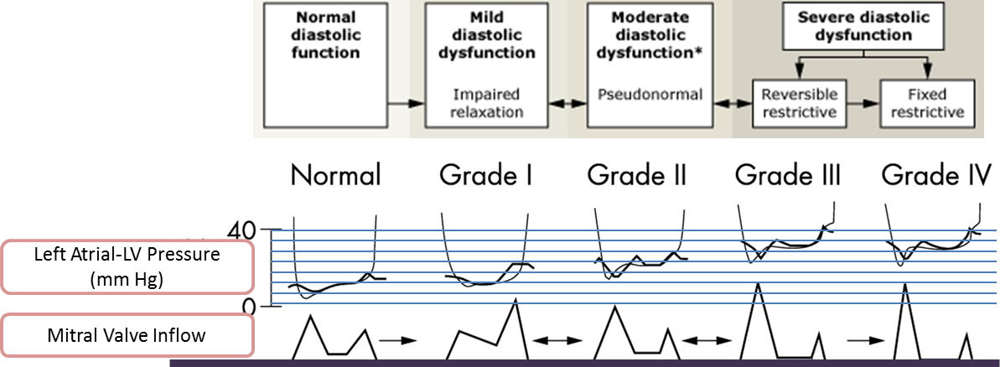 Normal
diastolic
function
Mild
diastolic
dysfunction
Impaired
relaxation
Moderate
diastolic
dysfunction*
Pseudonormal
Severe diastolic
dysfunction
Reversible
restrictive
Fixed
restrictive
Normal
Grade I
Grade II
Grade III
Grade IV
40
Left Atrial-LV Pressure
(mm Hg)
0
Mitral Valve Inflow